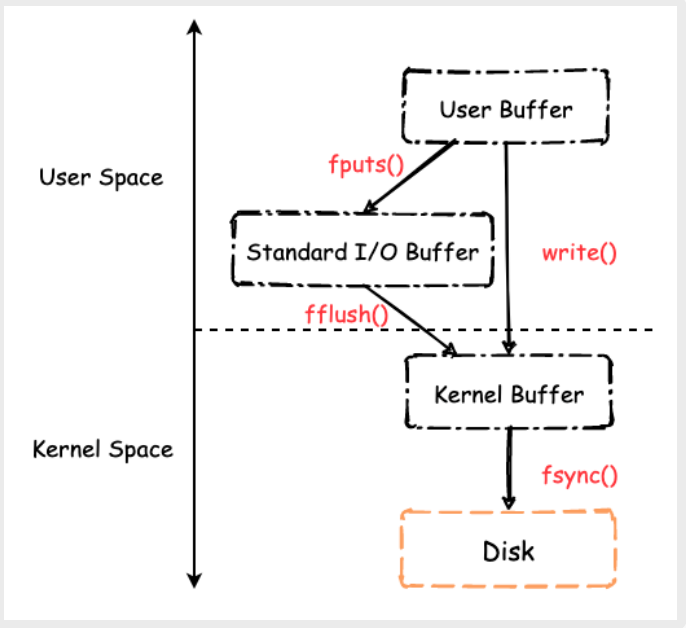 User Buffer
fputs()
User Space
Standard I/O Buffer
write()
fflush()
Kernel Buffer
Kernel Space
fsync()
Disk